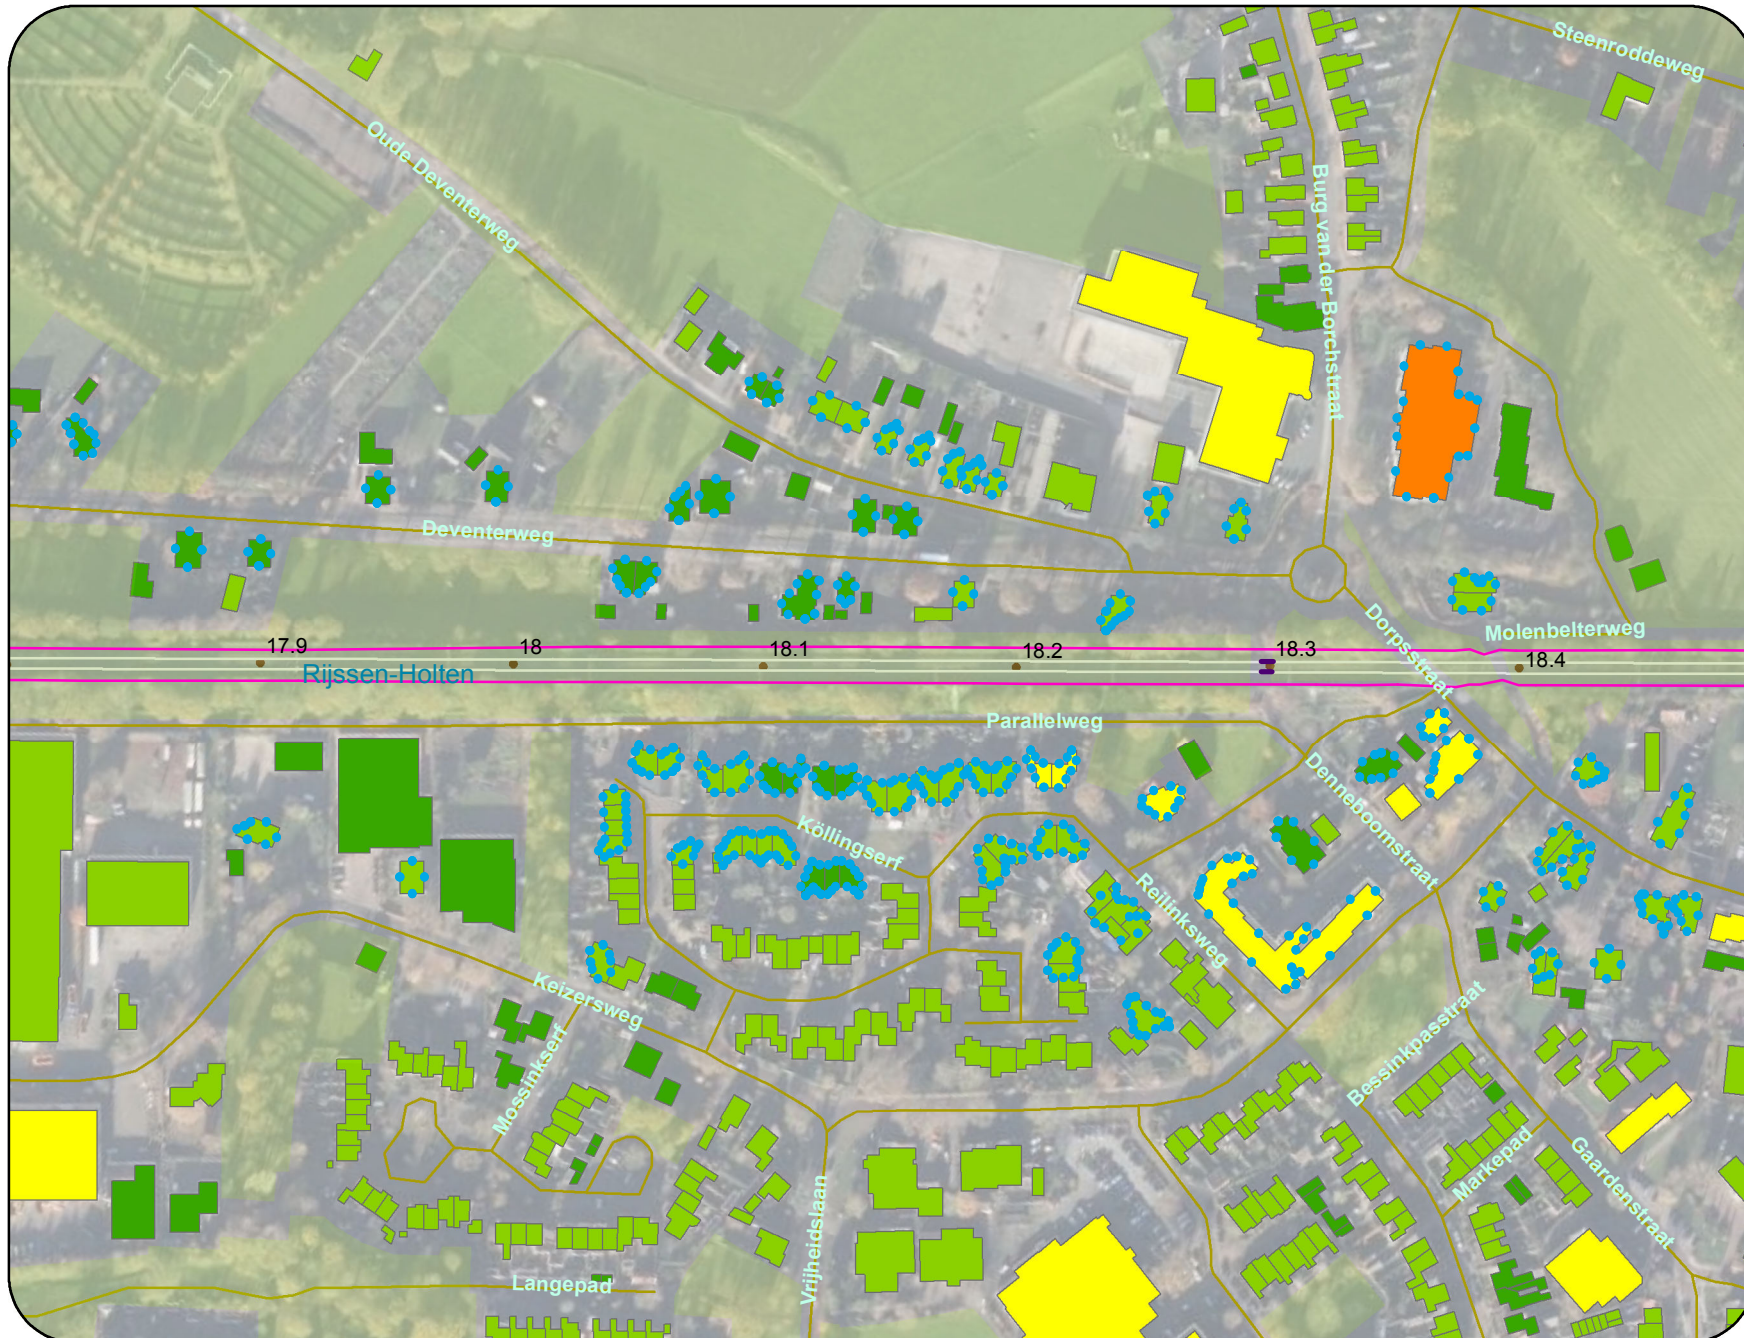 Steenroddeweg
Oude Deventerweg
Burg van der Borchstraat
Deventerweg
Dorpsstraat
Molenbelterweg
17.9
18
18.1
18.2
18.3
18.4
Rijssen-Holten
Parallelweg
Denneboomstraat
Köllingserf
Reilinksweg
Keizersweg
Bessinkpasstraat
Mossinkserf
Markepad
Gaardenstraat
Vrijheidslaan
Langepad